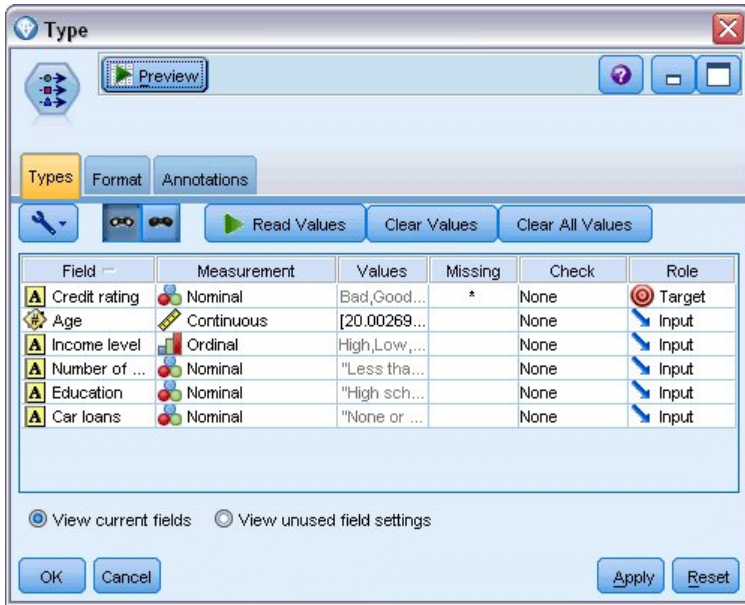 Type
Preview
Types Format Annotations
Read Values Clear Values Clear All Values
Field Measurement Values Missing Check Role
A Credit rating Nominal Bad,Good... * None Target
# Age Continuous [20.00269... None Input
A Income level Ordinal High,Low,... None Input
A Number of ... Nominal "Less tha... None Input
A Education Nominal "High sch... None Input
A Car loans Nominal "None or ... None Input
View current fields View unused field settings
OK Cancel Apply Reset